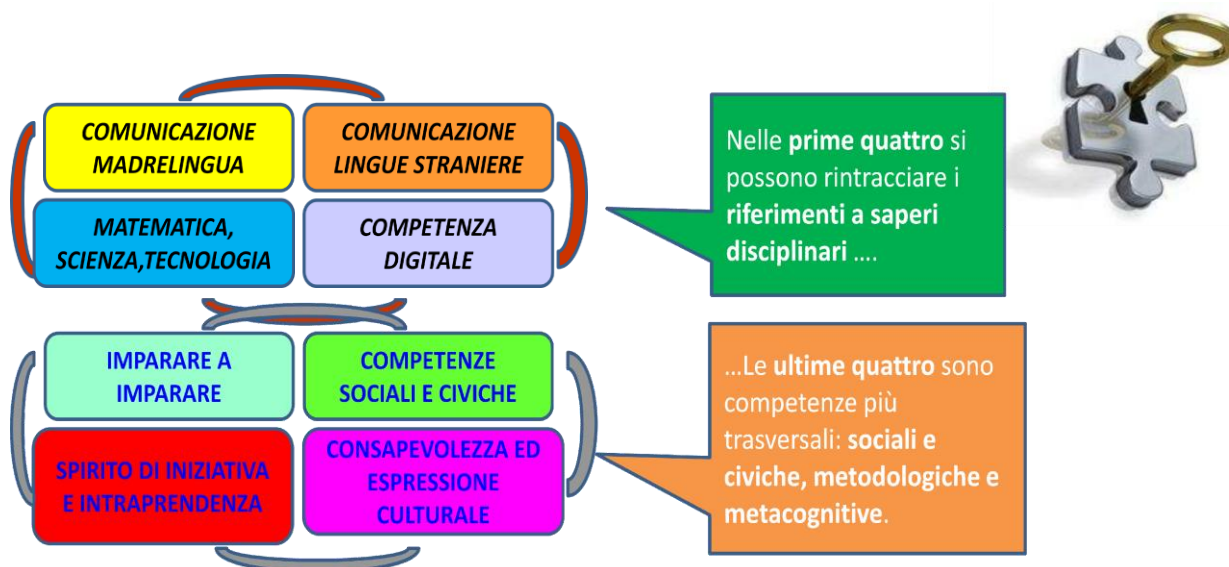 COMUNICAZIONE
MADRELINGUA
COMUNICAZIONE
LINGUE STRANIERE
MATEMATICA,
SCIENZA,TECNOLOGIA
COMPETENZA
DIGITALE
Nelle prime quattro si
possono rintracciare i
riferimenti a saperi
disciplinari ....
IMPARARE A
IMPARARE
COMPETENZE
SOCIALI E CIVICHE
SPIRITO DI INIZIATIVA
E INTRAPRENDENZA
CONSAPEVOLEZZA ED
ESPRESSIONE
CULTURALE
...Le ultime quattro sono
competenze più
trasversali: sociali e
civiche, metodologiche e
metacognitive.